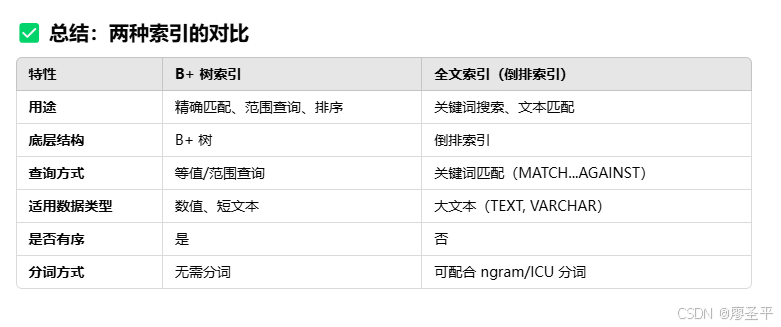 ✅ 总结：两种索引的对比
特性 B+ 树索引 全文索引（倒排索引）
用途 精确匹配、范围查询、排序 关键词搜索、文本匹配
底层结构 B+ 树 倒排索引
查询方式 等值/范围查询 关键词匹配（MATCH...AGAINST）
适用数据类型 数值、短文本 大文本（TEXT, VARCHAR）
是否有序 是 否
分词方式 无需分词 可配合 ngram/ICU 分词
CSDN @廖圣平